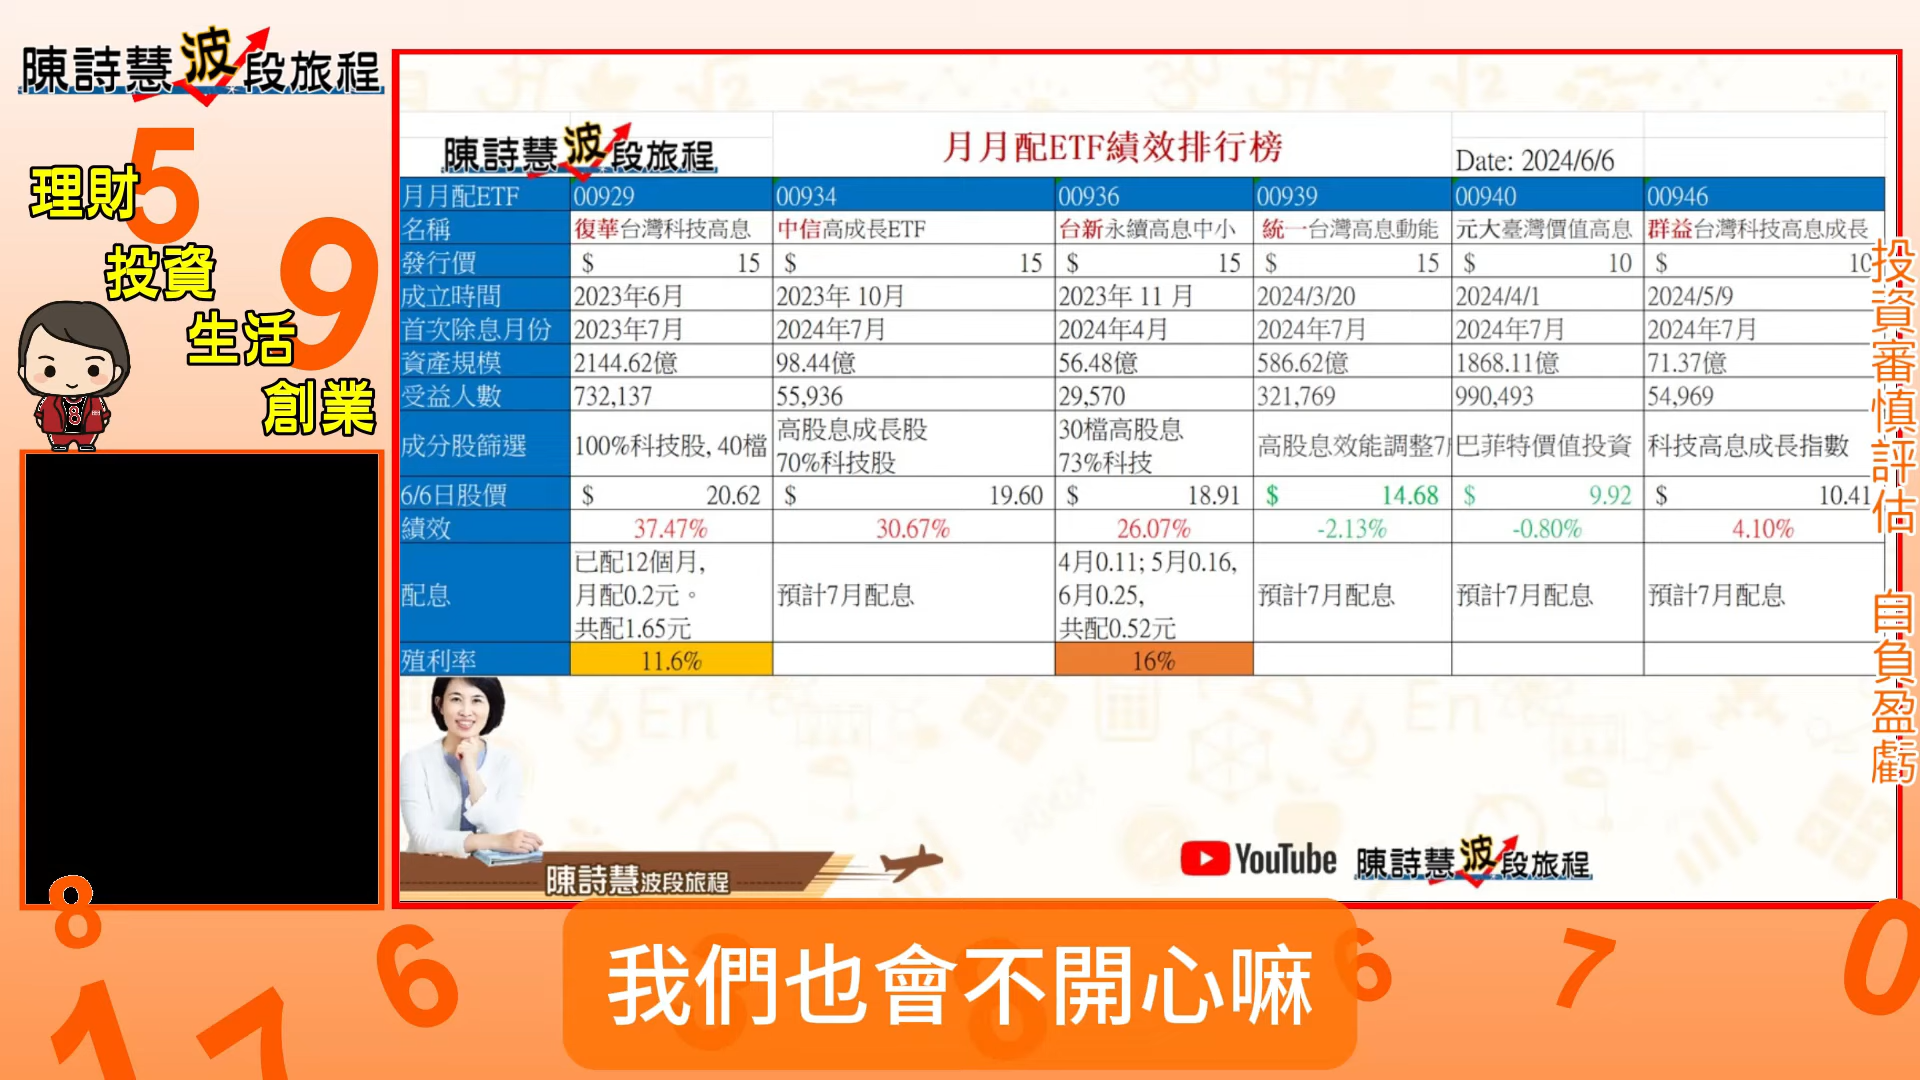 陳詩慧波段旅程
5
理財
投資
9
生活
創業
陳詩慧波段旅程
月月配ETF績效排行榜
Date: 2024/6/6
月月配ETF 00929 00934 00936 00939 00940 00946
名稱 復華台灣科技高息 中信高成長ETF 台新永續高息中小 統一台灣高息動能 元大臺灣價值高息 群益台灣科技高息成長
發行價 $ 15 $ 15 $ 15 $ 15 $ 10 $ 10
成立時間 2023年6月 2023年 10月 2023年 11 月 2024/3/20 2024/4/1 2024/5/9
首次除息月份 2023年7月 2024年7月 2024年4月 2024年7月 2024年7月 2024年7月
資產規模 2144.62億 98.44億 56.48億 586.62億 1868.11億 71.37億
受益人數 732,137 55,936 29,570 321,769 990,493 54,969
成分股篩選 100%科技股, 40檔 高股息成長股 70%科技股 30檔高股息 73%科技 高股息效能調整7 巴菲特價值投資 科技高息成長指數
6/6日股價 $ 20.62 $ 19.60 $ 18.91 $ 14.68 $ 9.92 $ 10.41
績效 37.47% 30.67% 26.07% -2.13% -0.80% 4.10%
配息 已配12個月, 月配0.2元。 共配1.65元 預計7月配息 4月0.11; 5月0.16, 6月0.25, 共配0.52元 預計7月配息 預計7月配息 預計7月配息
殖利率 11.6% 16%
投資審慎評估 自負盈虧
陳詩慧波段旅程
YouTube 陳詩慧波段旅程
我們也會不開心嘛
8
1
7
6
6
7
0